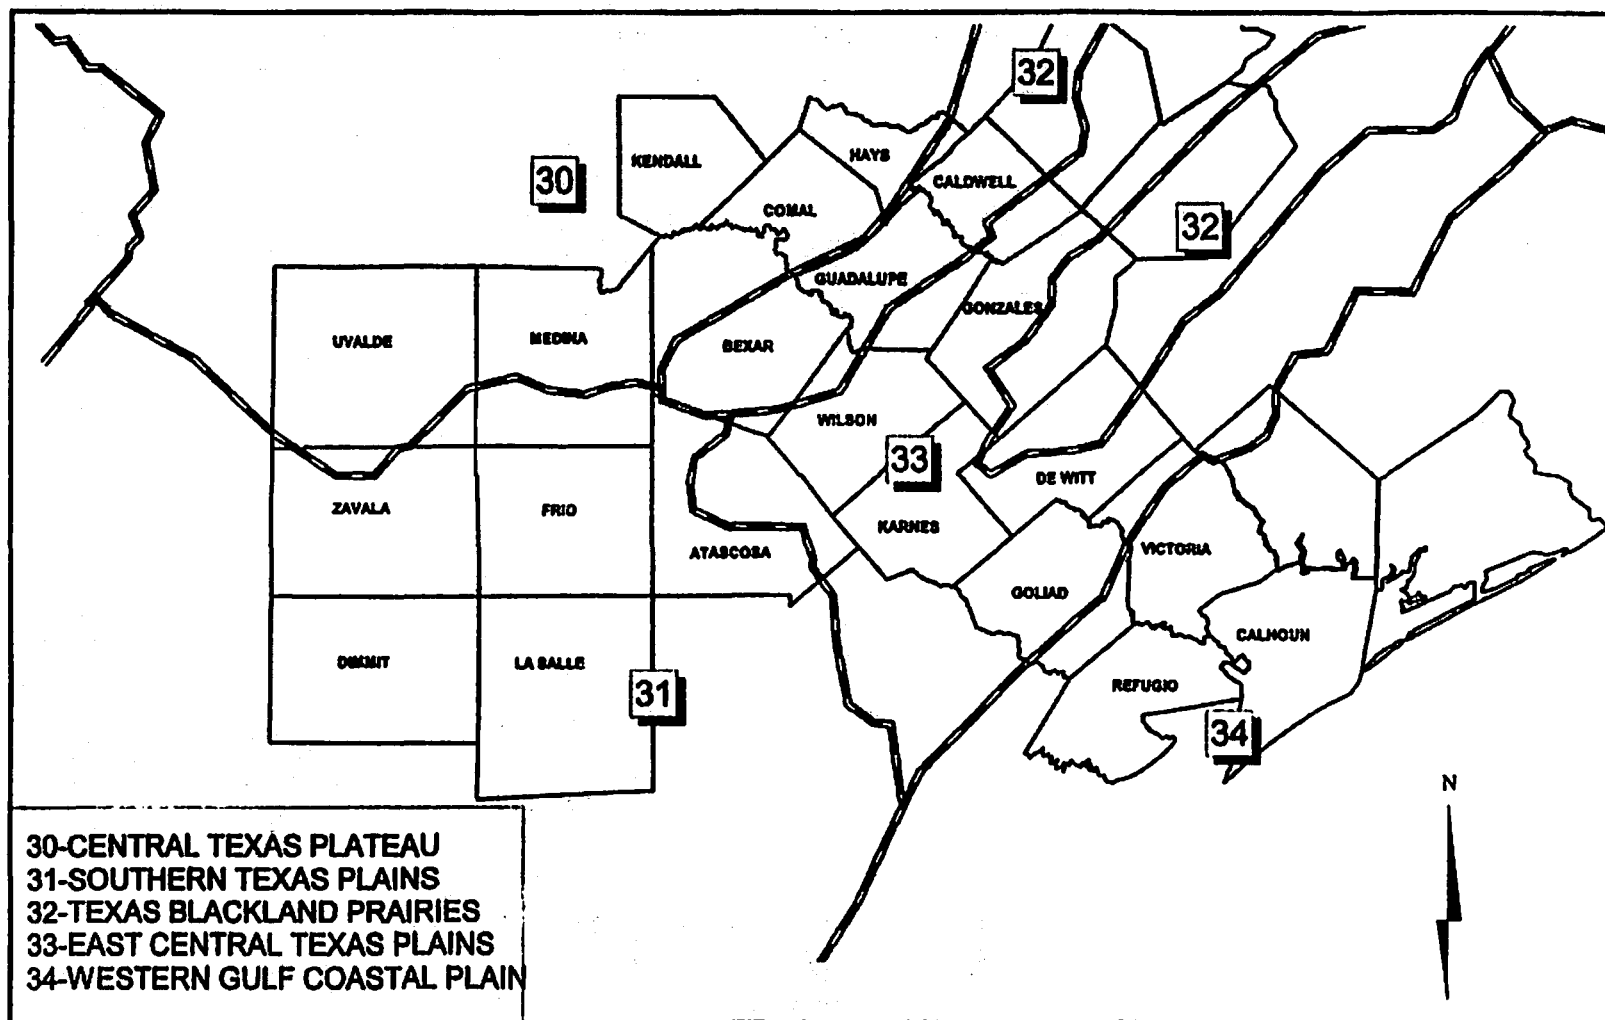 32
KENDALL
HAYS
30
CALDWELL
COMAL
32
GUADALUPE
GONZALES
UVALDE
MEDINA
BEXAR
WILSON
33
DE WITT
ZAVALA
FRIO
KARNES
ATASCOSA
VICTORIA
GOLIAD
CALHOUN
DIMMIT
LA SALLE
31
REFUGIO
34
N
30-CENTRAL TEXAS PLATEAU
31-SOUTHERN TEXAS PLAINS
32-TEXAS BLACKLAND PRAIRIES
33-EAST CENTRAL TEXAS PLAINS
34-WESTERN GULF COASTAL PLAIN